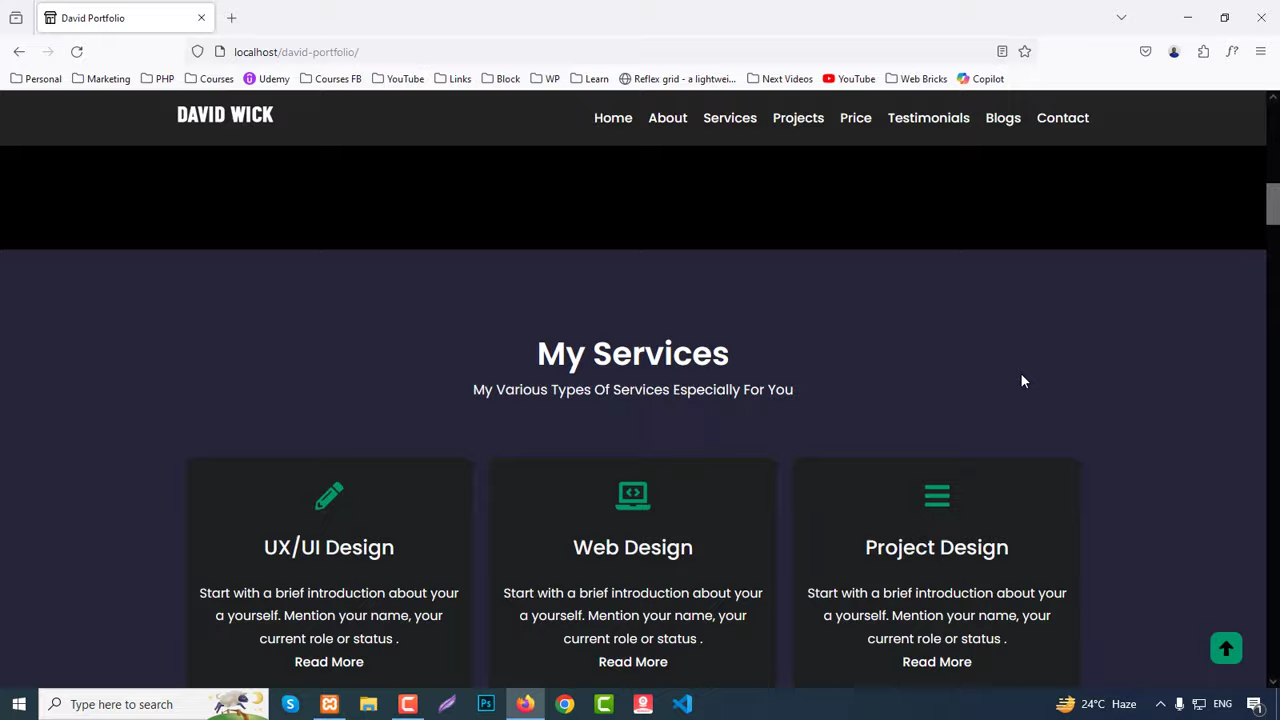 David Portfolio
localhost/david-portfolio/
Personal Marketing PHP Courses Udemy Courses FB YouTube Links Block WP Learn Reflex grid - a lightwei... Next Videos YouTube Web Bricks Copilot
DAVID WICK
Home About Services Projects Price Testimonials Blogs Contact
My Services
My Various Types Of Services Especially For You
UX/UI Design
Start with a brief introduction about your
a yourself. Mention your name, your
current role or status .
Read More
Web Design
Start with a brief introduction about your
a yourself. Mention your name, your
current role or status .
Read More
Project Design
Start with a brief introduction about your
a yourself. Mention your name, your
current role or status .
Read More
Type here to search
24°C Haze
ENG